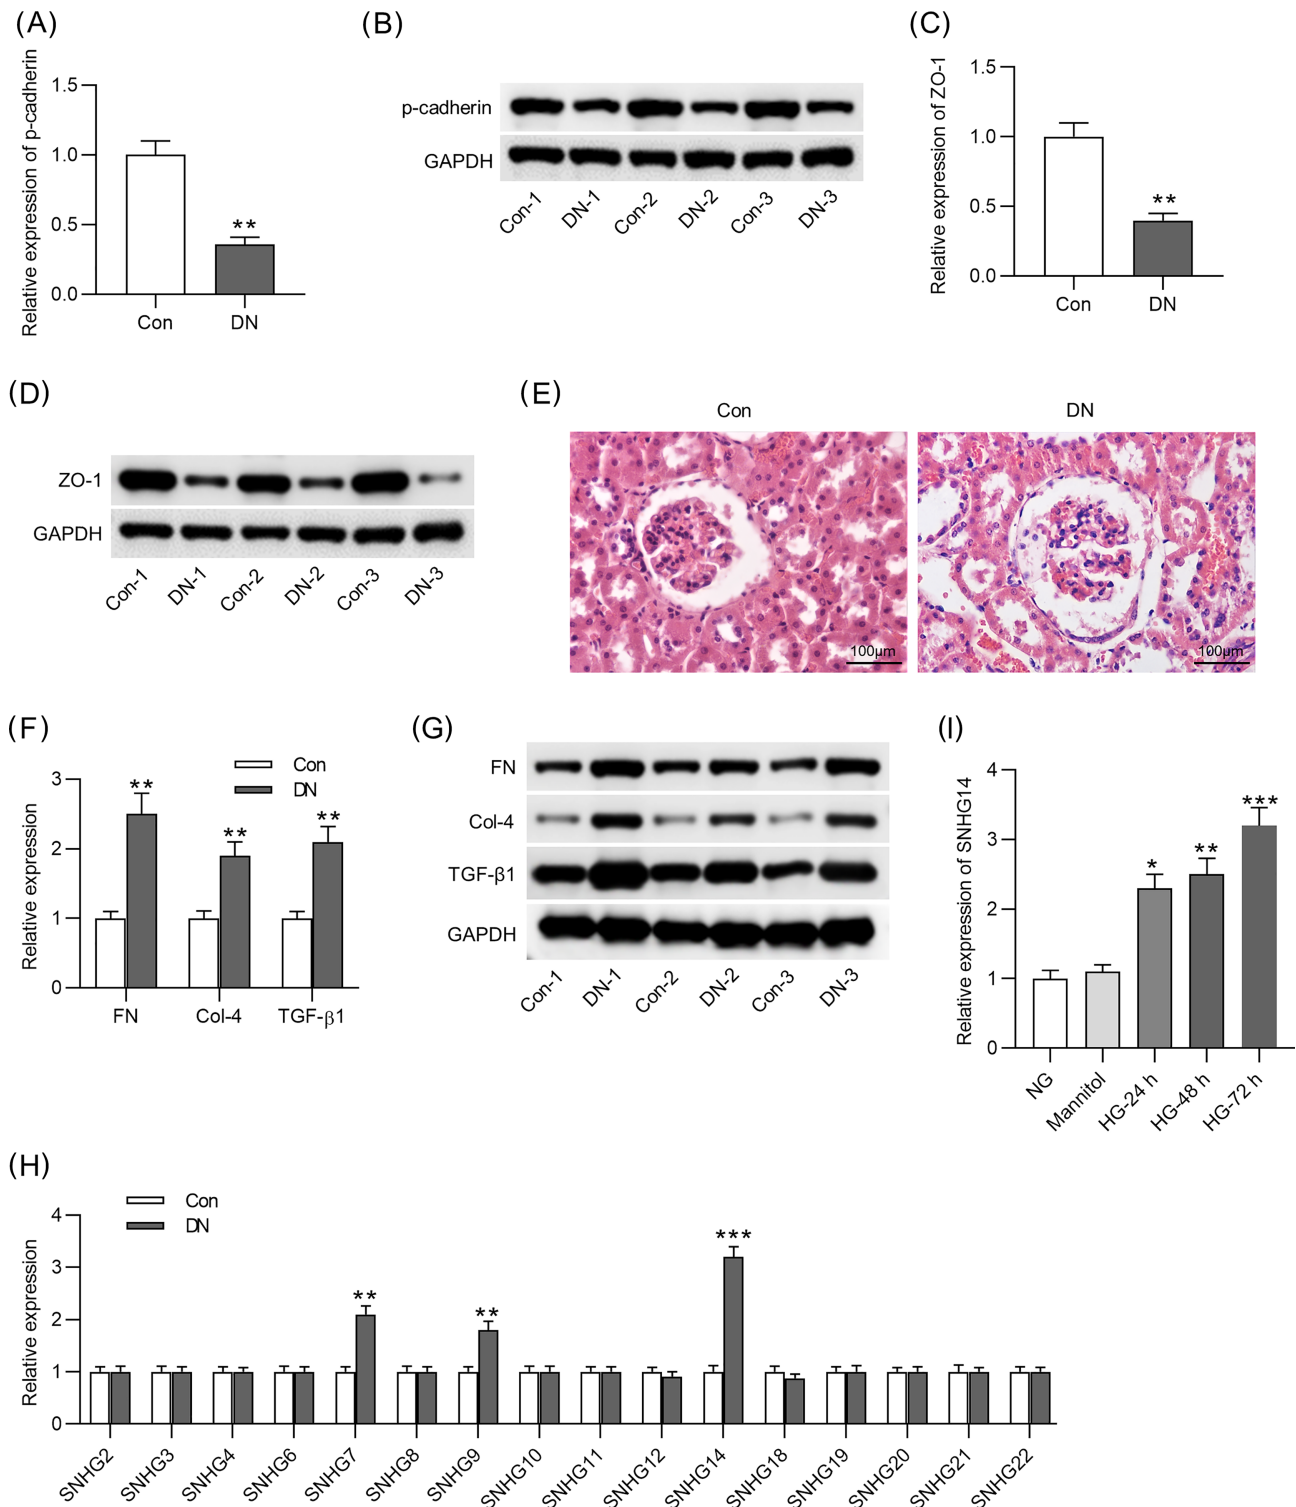 (A)
Relative expression of p-cadherin
1.5
1.0
0.5
0.0
**
Con
DN
(B)
p-cadherin
GAPDH
Con-1
DN-1
Con-2
DN-2
Con-3
DN-3
(C)
Relative expression of ZO-1
1.5
1.0
0.5
0.0
**
Con
DN
(D)
ZO-1
GAPDH
Con-1
DN-1
Con-2
DN-2
Con-3
DN-3
(E)
Con
DN
100μm
100μm
(F)
Relative expression
3
2
1
0
Con
DN
**
**
**
FN
Col-4
TGF-β1
(G)
FN
Col-4
TGF-β1
GAPDH
Con-1
DN-1
Con-2
DN-2
Con-3
DN-3
(I)
Relative expression of SNHG14
4
3
2
1
0
*
**
***
NG
Mannitol
HG-24 h
HG-48 h
HG-72 h
(H)
Relative expression
4
3
2
1
0
Con
DN
**
**
***
SNHG2
SNHG3
SNHG4
SNHG6
SNHG7
SNHG8
SNHG9
SNHG10
SNHG11
SNHG12
SNHG14
SNHG18
SNHG19
SNHG20
SNHG21
SNHG22